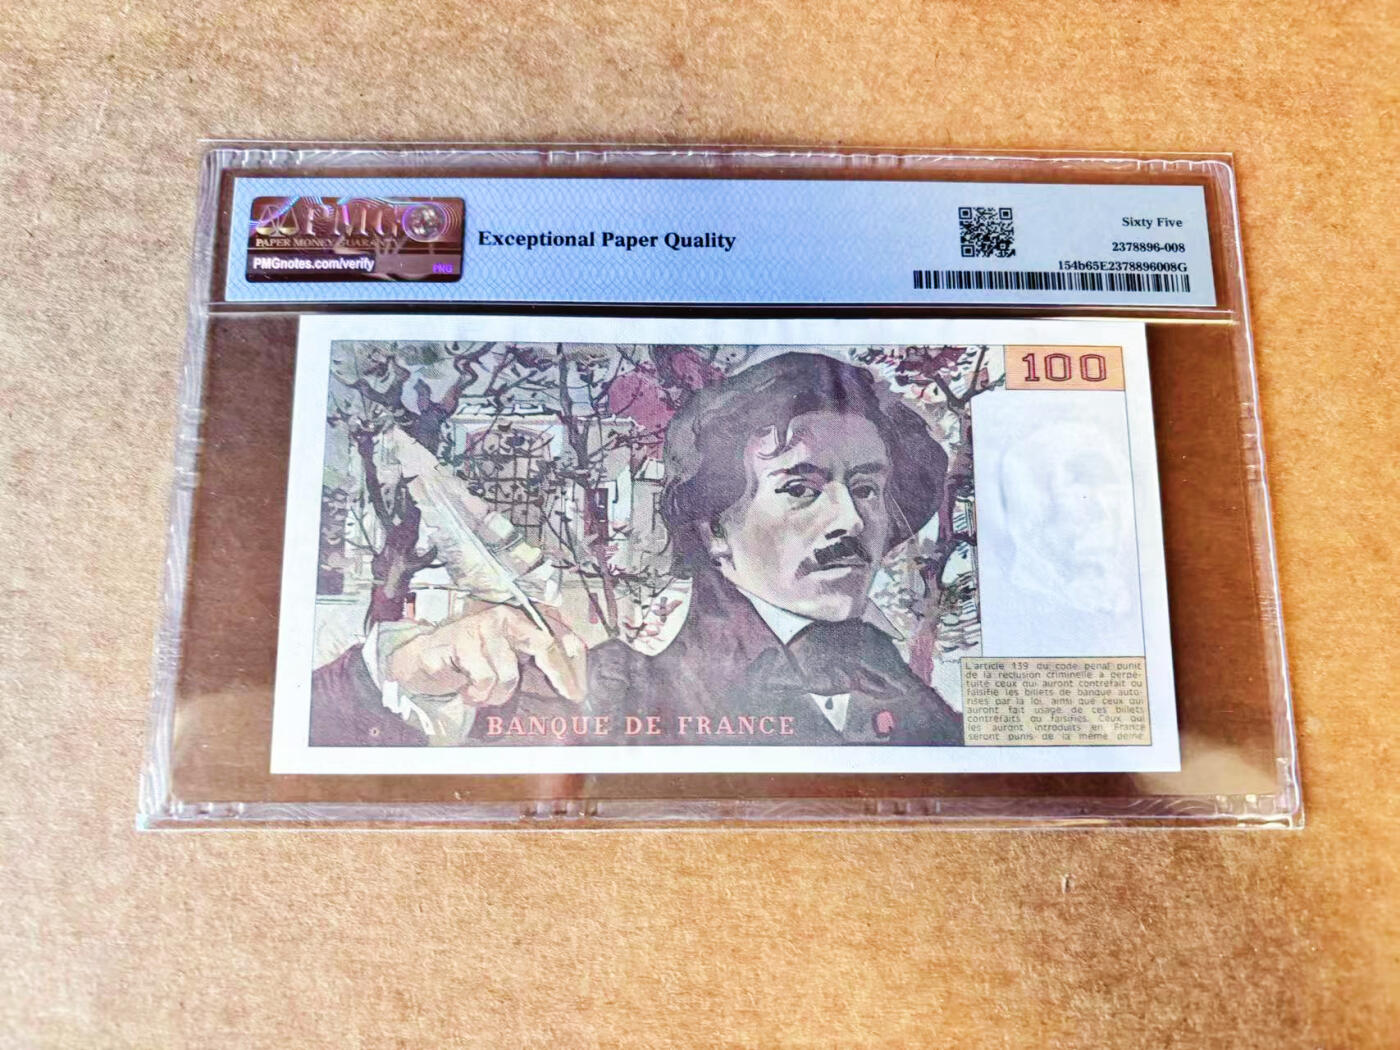 PMG
PAPER MONEY GUARANTY
PMGnotes.com/verify
PNG
Exceptional Paper Quality
Sixty Five
2378896-008
154b65E2378896008G
100
BANQUE DE FRANCE
L'article 139 du code pénal punit
de la réclusion criminelle à perpé-
tuité ceux qui auront contrefait ou
falsifié les billets de banque auto-
risés par la loi, ainsi que ceux qui
auront fait usage de ces billets
contrefaits ou falsifiés. Ceux qui
les auront introduits en France
seront punis de la même peine.